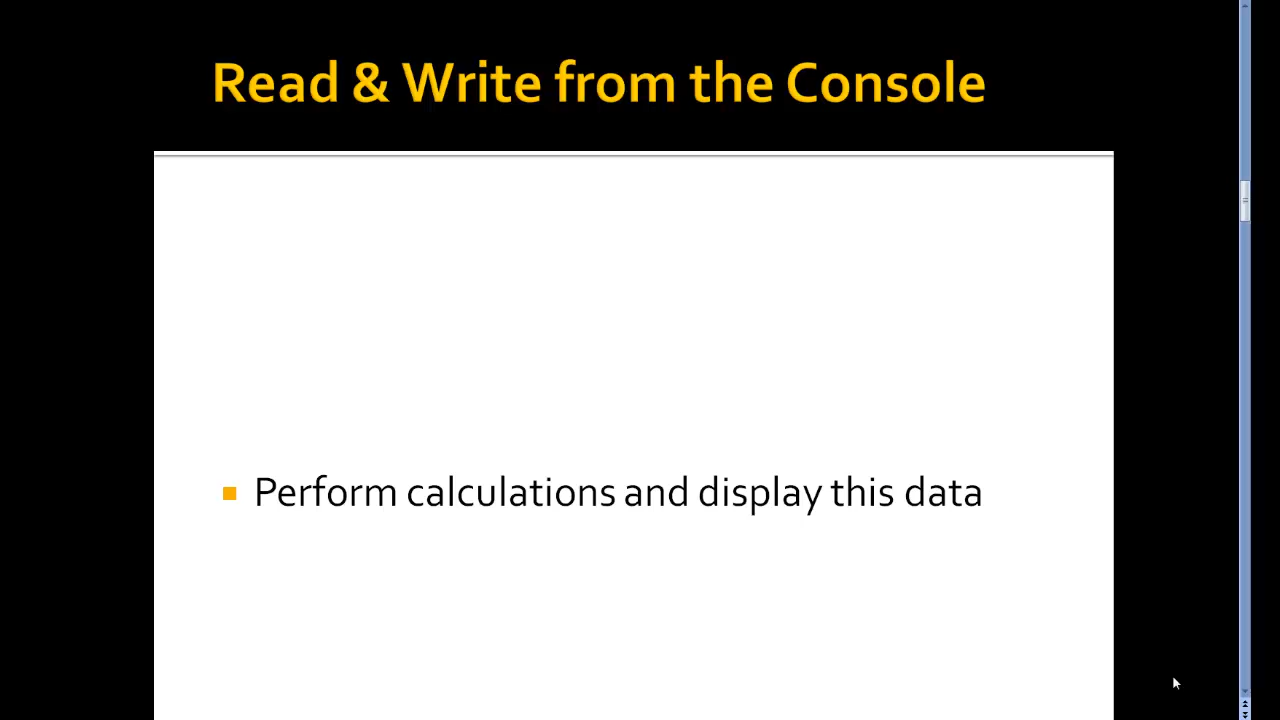 Read & Write from the Console
Perform calculations and display this data